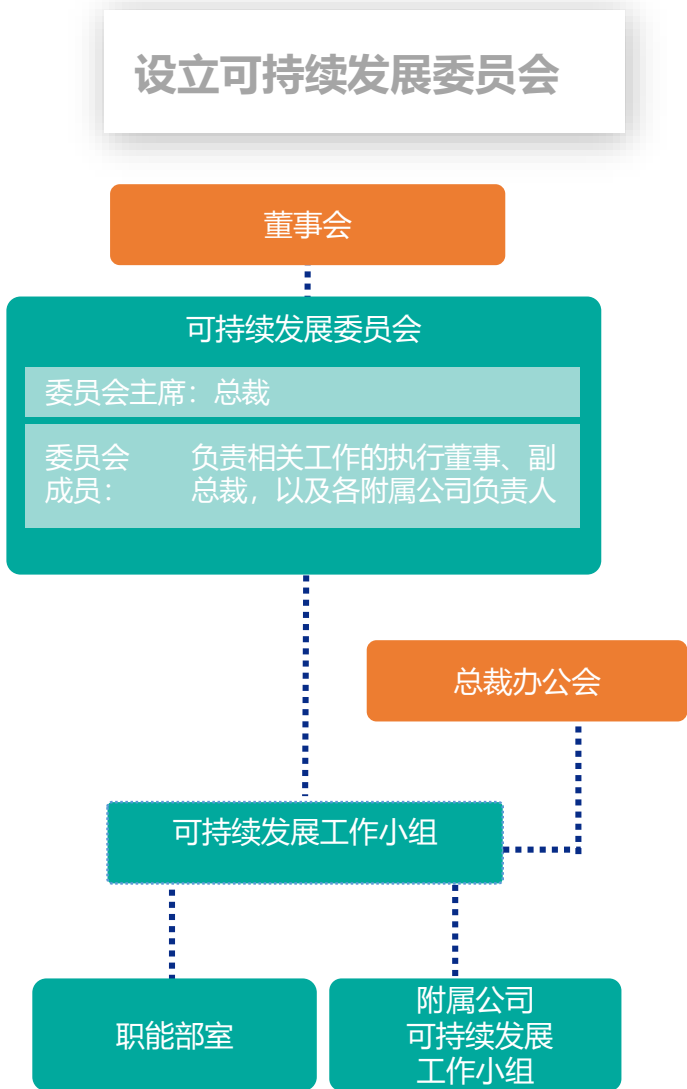 设立可持续发展委员会
董事会
可持续发展委员会
委员会主席：总裁
委员会
成员：
负责相关工作的执行董事、副
总裁，以及各附属公司负责人
总裁办公会
可持续发展工作小组
职能部室
附属公司
可持续发展
工作小组